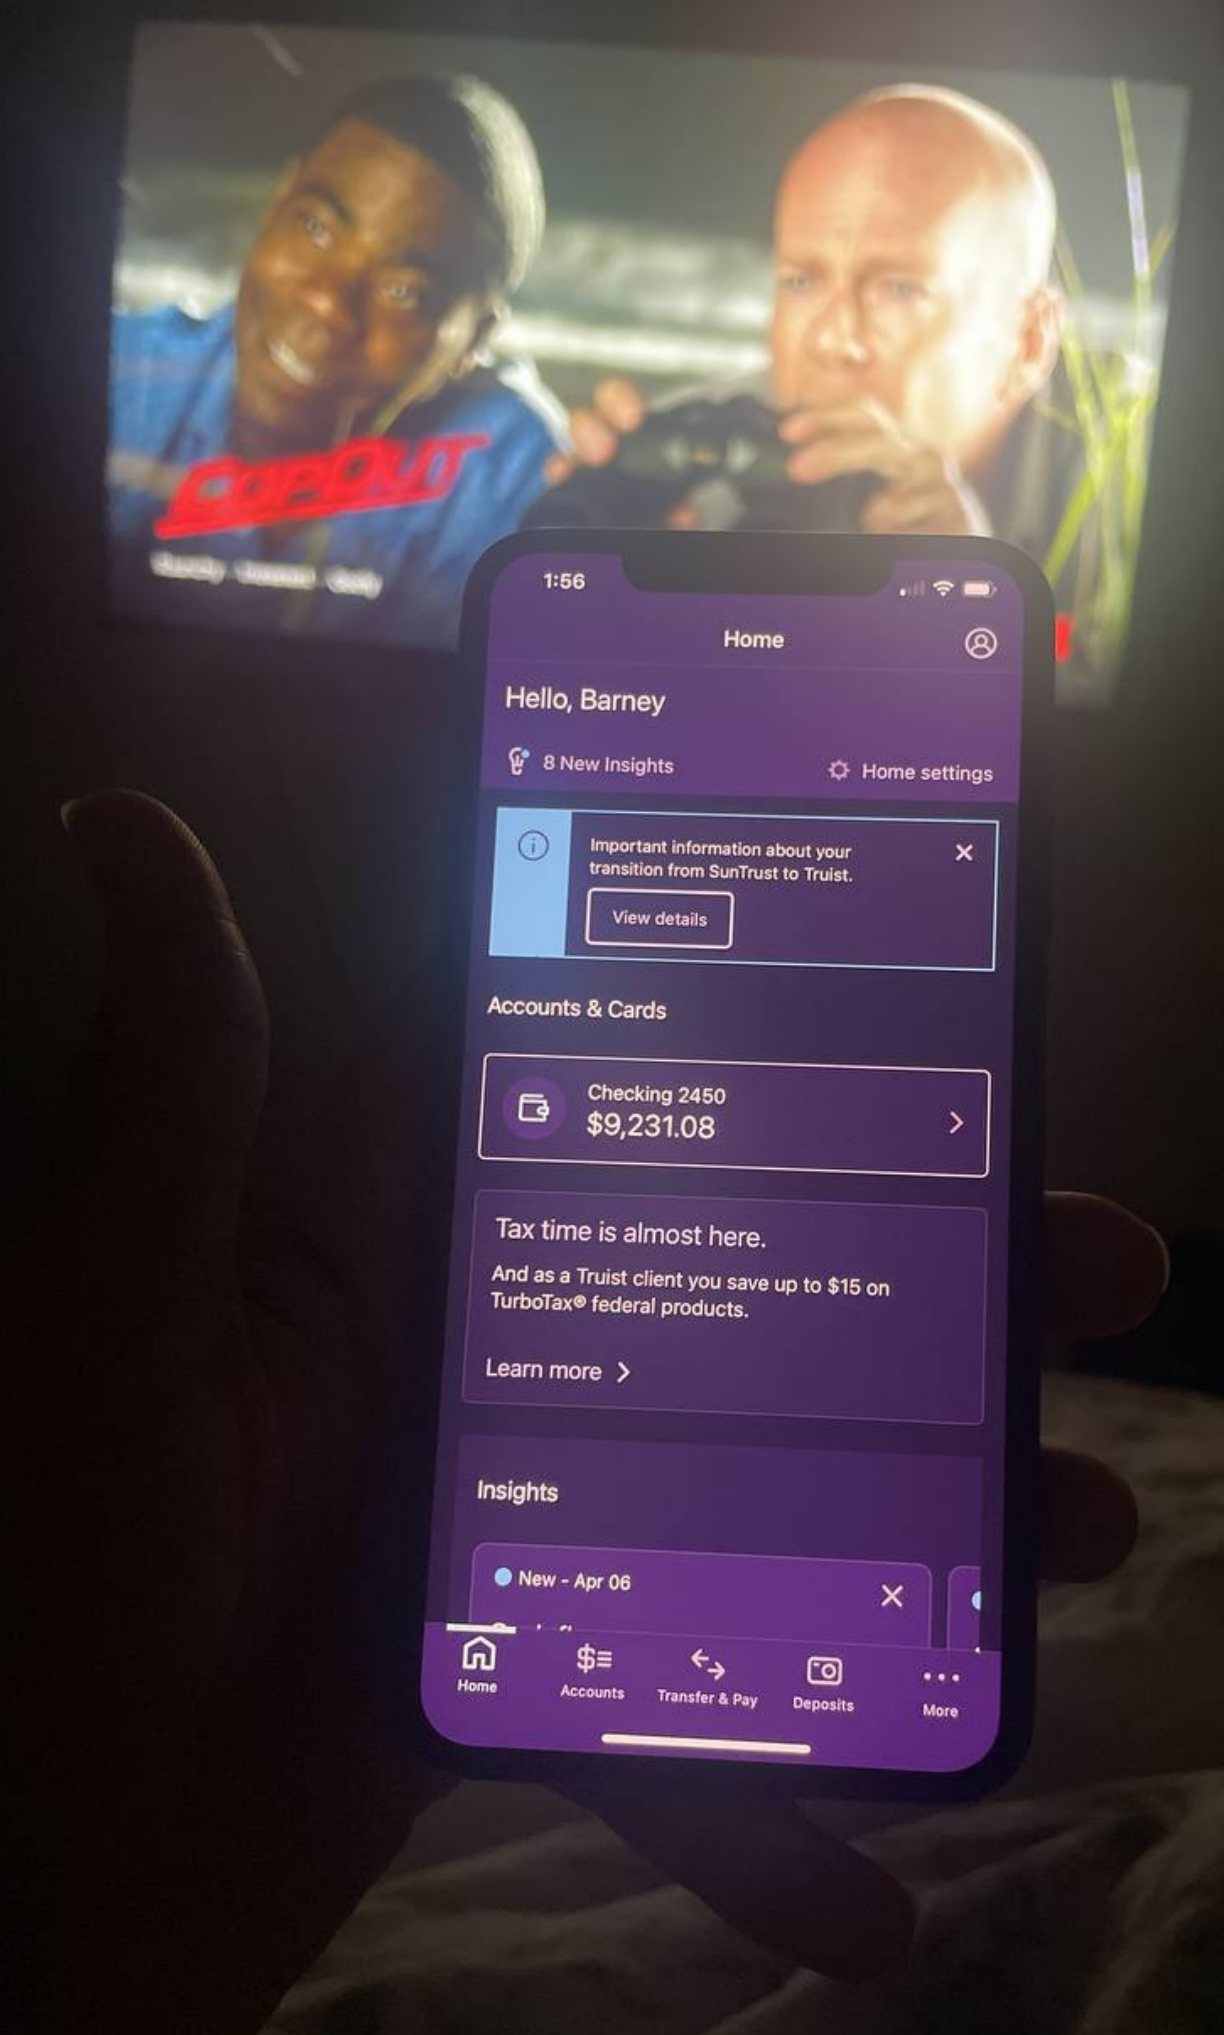 COPOUT
1:56
Home
Hello, Barney
8 New Insights
Home settings
Important information about your
transition from SunTrust to Truist.
View details
Accounts & Cards
Checking 2450
$9,231.08
Tax time is almost here.
And as a Truist client you save up to $15 on
TurboTax® federal products.
Learn more
Insights
New - Apr 06
Home
Accounts
Transfer & Pay
Deposits
More